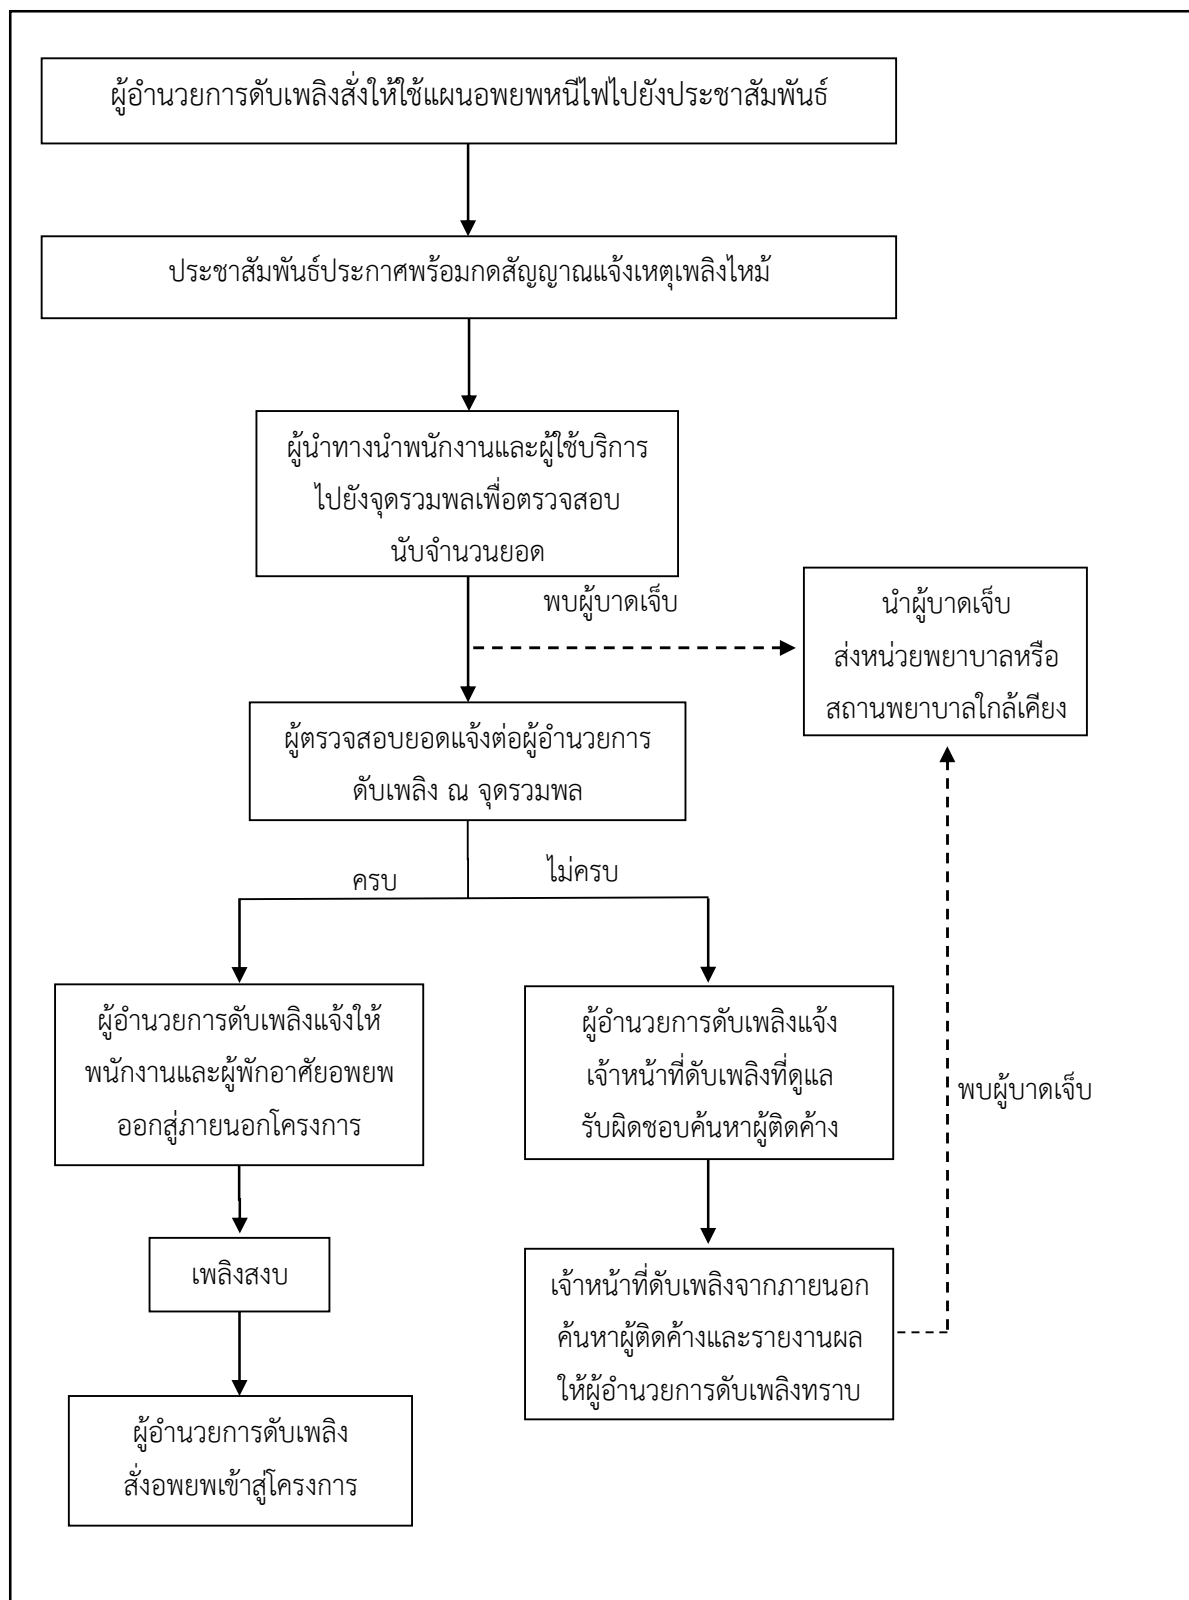 ผู้อำนวยการดับเพลิงสั่งให้ใช้แผนอพยพหนีไฟไปยังประชาสัมพันธ์
ประชาสัมพันธ์ประกาศพร้อมกดสัญญาณแจ้งเหตุเพลิงไหม้
ผู้นำทางนำพนักงานและผู้ใช้บริการ
ไปยังจุดรวมพลเพื่อตรวจสอบ
นับจำนวนยอด
พบผู้บาดเจ็บ
นำผู้บาดเจ็บ
ส่งหน่วยพยาบาลหรือ
สถานพยาบาลใกล้เคียง
ผู้ตรวจสอบยอดแจ้งต่อผู้อำนวยการ
ดับเพลิง ณ จุดรวมพล
ครบ
ไม่ครบ
ผู้อำนวยการดับเพลิงแจ้งให้
พนักงานและผู้พักอาศัยอพยพ
ออกสู่ภายนอกโครงการ
ผู้อำนวยการดับเพลิงแจ้ง
เจ้าหน้าที่ดับเพลิงที่ดูแล
รับผิดชอบค้นหาผู้ติดค้าง
พบผู้บาดเจ็บ
เพลิงสงบ
เจ้าหน้าที่ดับเพลิงจากภายนอก
ค้นหาผู้ติดค้างและรายงานผล
ให้ผู้อำนวยการดับเพลิงทราบ
ผู้อำนวยการดับเพลิง
สั่งอพยพเข้าสู่โครงการ